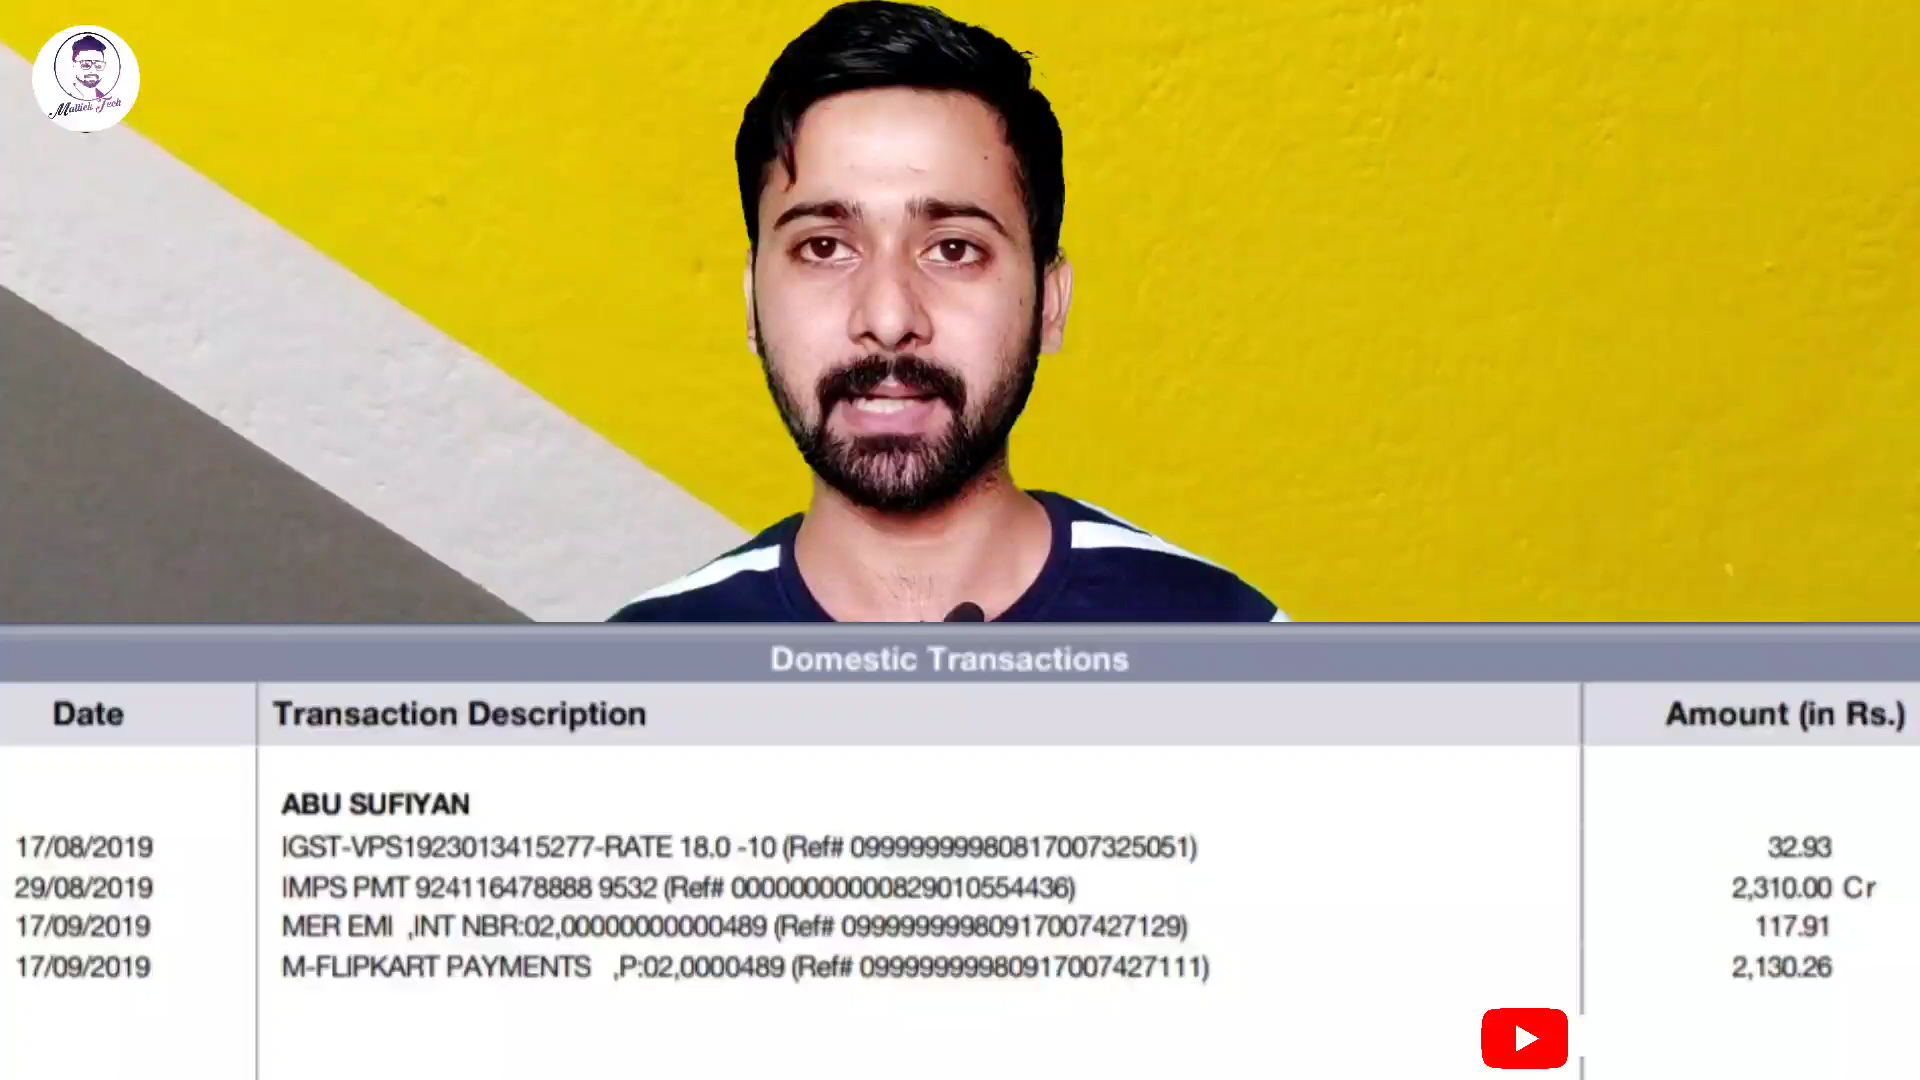 Mallick Tech
Domestic Transactions
Date Transaction Description Amount (in Rs.)
ABU SUFIYAN
17/08/2019 IGST-VPS1923013415277-RATE 18.0 -10 (Ref# 09999999980817007325051) 32.93
29/08/2019 IMPS PMT 924116478888 9532 (Ref# 00000000000829010554436) 2,310.00 Cr
17/09/2019 MER EMI ,INT NBR:02,00000000000489 (Ref# 09999999980917007427129) 117.91
17/09/2019 M-FLIPKART PAYMENTS ,P:02,0000489 (Ref# 09999999980917007427111) 2,130.26